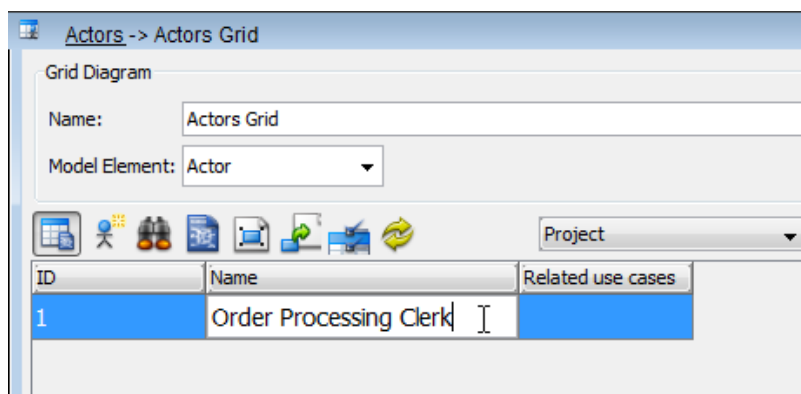 Actors -> Actors Grid
Grid Diagram
Name: Actors Grid
Model Element: Actor
Project
ID Name Related use cases
1 Order Processing Clerk